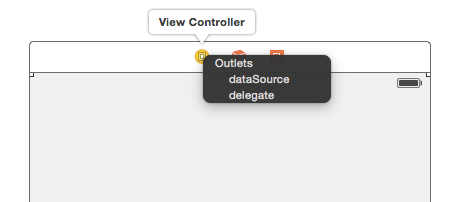 View Controller
Outlets
dataSource
delegate